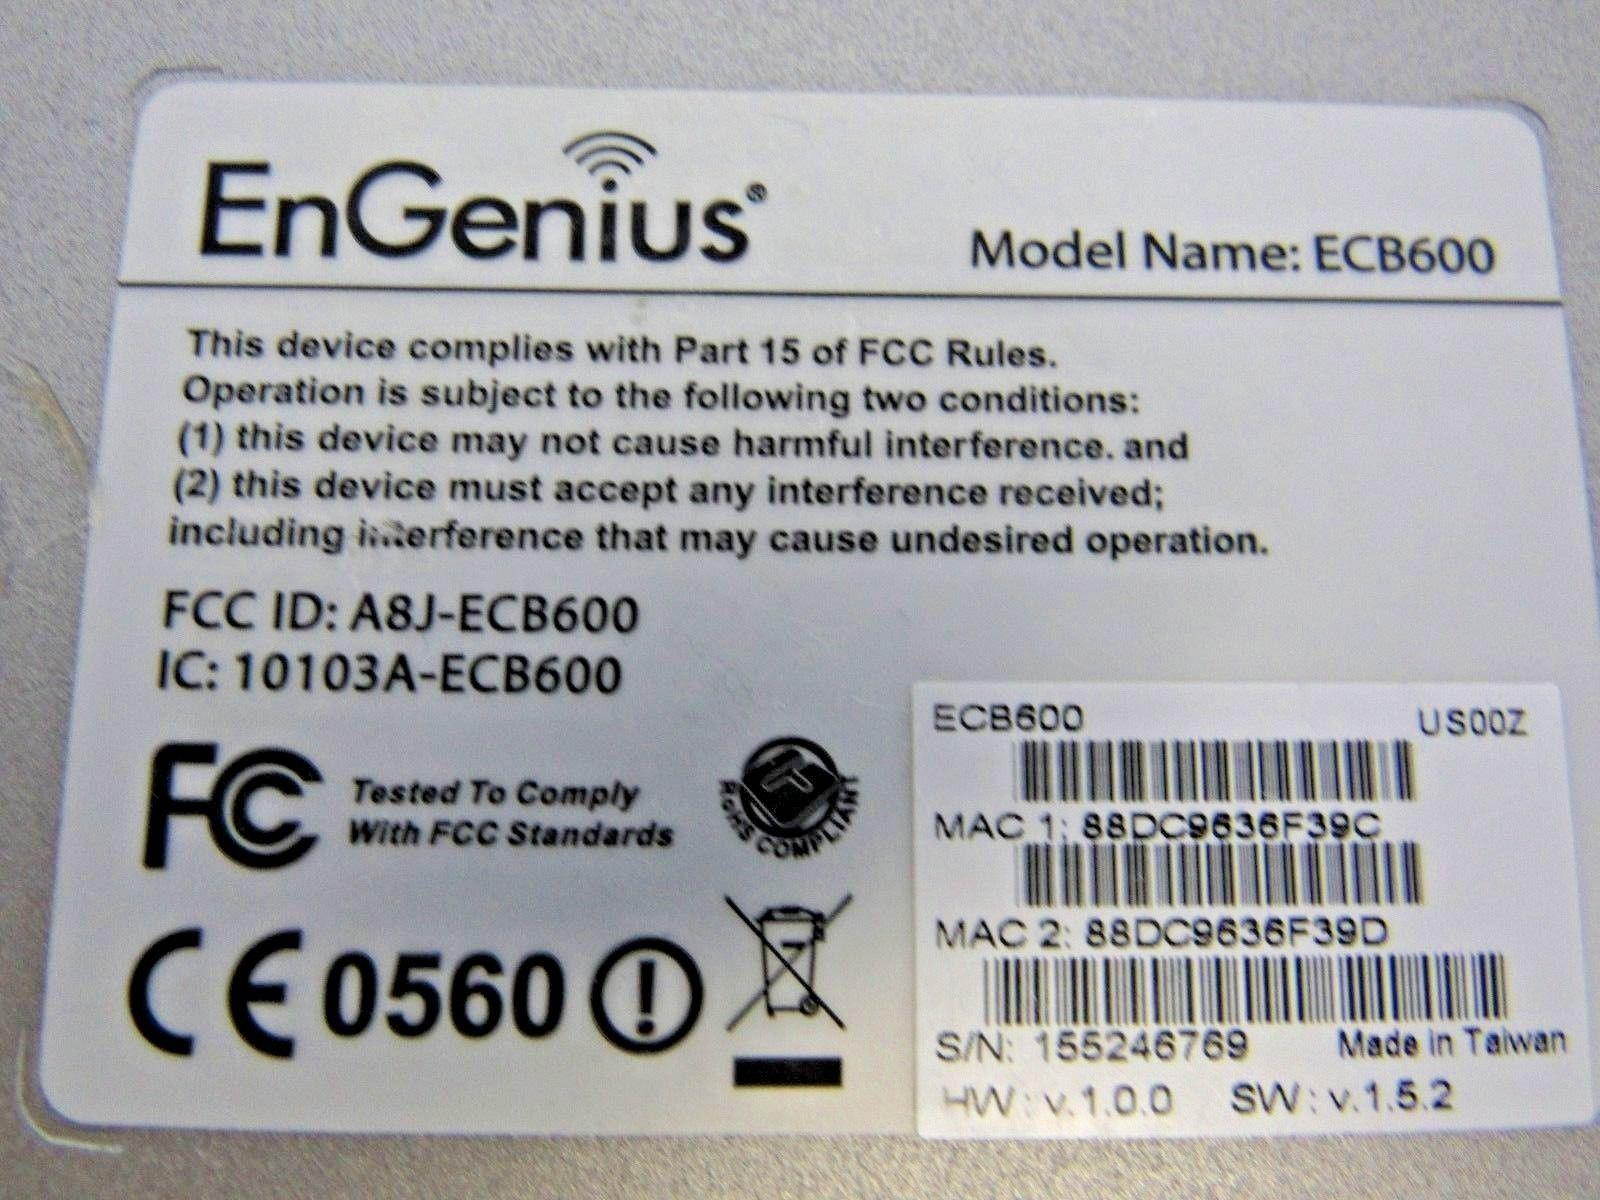 EnGenius®
Model Name: ECB600
This device complies with Part 15 of FCC Rules.
Operation is subject to the following two conditions:
(1) this device may not cause harmful interference. and
(2) this device must accept any interference received;
including interference that may cause undesired operation.
FCC ID: A8J-ECB600
IC: 10103A-ECB600
FC Tested To Comply
With FCC Standards
RoHS COMPLIANT
CE 0560 !
ECB600 US00Z
MAC 1: 88DC9636F39C
MAC 2: 88DC9636F39D
S/N: 155246769 Made in Taiwan
HW: v.1.0.0 SW: v.1.5.2